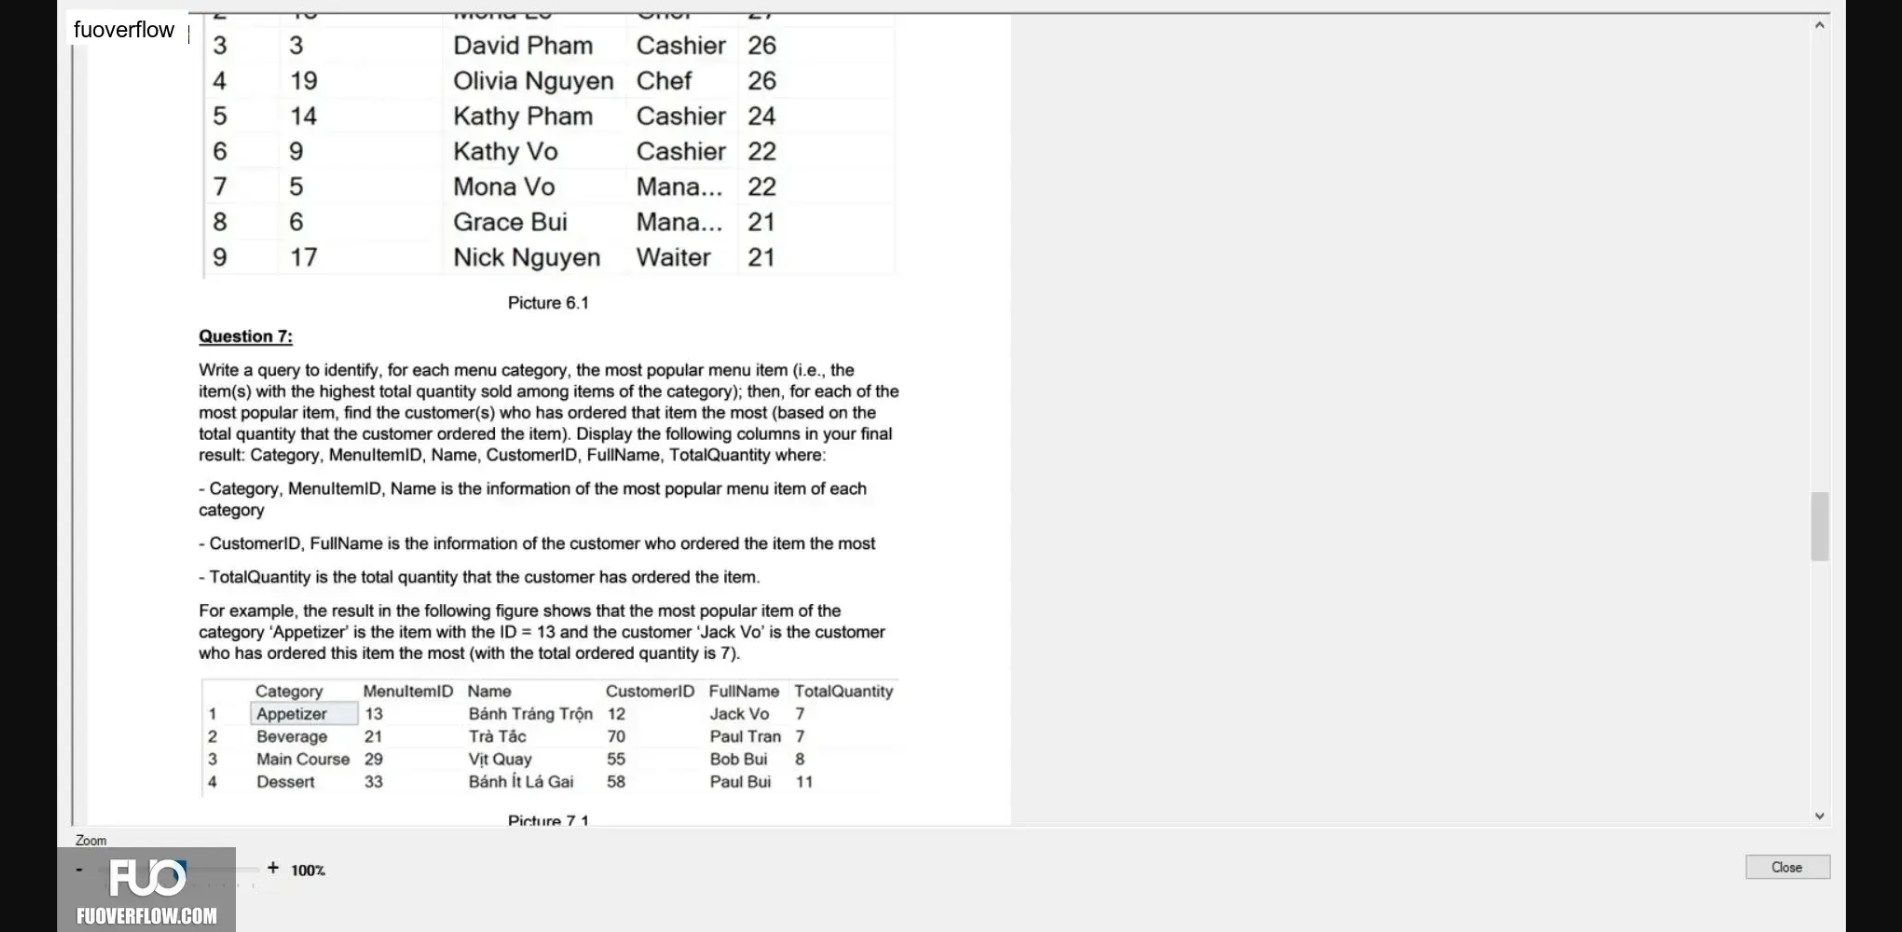 fuoverflow
3 3 David Pham Cashier 26
4 19 Olivia Nguyen Chef 26
5 14 Kathy Pham Cashier 24
6 9 Kathy Vo Cashier 22
7 5 Mona Vo Mana... 22
8 6 Grace Bui Mana... 21
9 17 Nick Nguyen Waiter 21
Picture 6.1
Question 7:
Write a query to identify, for each menu category, the most popular menu item (i.e., the
item(s) with the highest total quantity sold among items of the category); then, for each of the
most popular item, find the customer(s) who has ordered that item the most (based on the
total quantity that the customer ordered the item). Display the following columns in your final
result: Category, MenuItemID, Name, CustomerID, FullName, TotalQuantity where:
- Category, MenuItemID, Name is the information of the most popular menu item of each
category
- CustomerID, FullName is the information of the customer who ordered the item the most
- TotalQuantity is the total quantity that the customer has ordered the item.
For example, the result in the following figure shows that the most popular item of the
category ‘Appetizer’ is the item with the ID = 13 and the customer ‘Jack Vo’ is the customer
who has ordered this item the most (with the total ordered quantity is 7).
Category MenuItemID Name CustomerID FullName TotalQuantity
1 Appetizer 13 Bánh Tráng Trộn 12 Jack Vo 7
2 Beverage 21 Trà Tắc 70 Paul Tran 7
3 Main Course 29 Vịt Quay 55 Bob Bui 8
4 Dessert 33 Bánh Ít Lá Gai 58 Paul Bui 11
Picture 7.1
Zoom
- + 100%
Close
FUO
FUOVERFLOW.COM